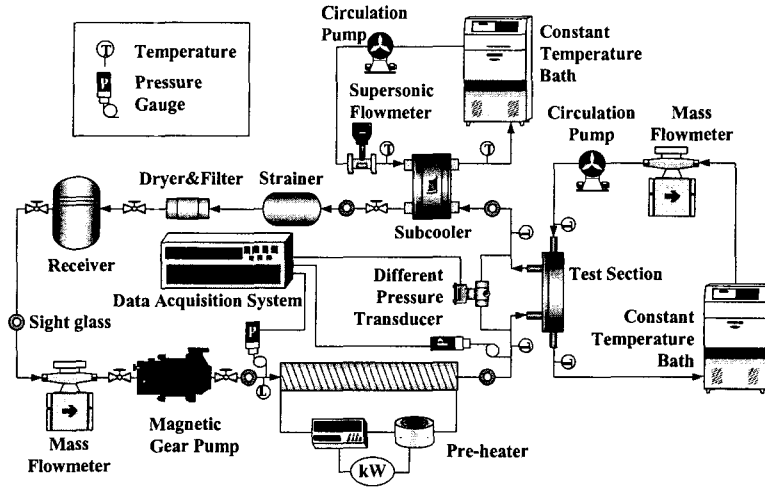 T
Temperature
P
Pressure
Gauge
Circulation
Pump
Constant
Temperature
Bath
Supersonic
Flowmeter
T
T
Circulation
Pump
Mass
Flowmeter
Dryer&Filter
Strainer
Subcooler
Receiver
Data Acquisition System
Different
Pressure
Transducer
Test Section
Sight glass
P
P
Constant
Temperature
Bath
Magnetic
Gear Pump
Mass
Flowmeter
Pre-heater
kW